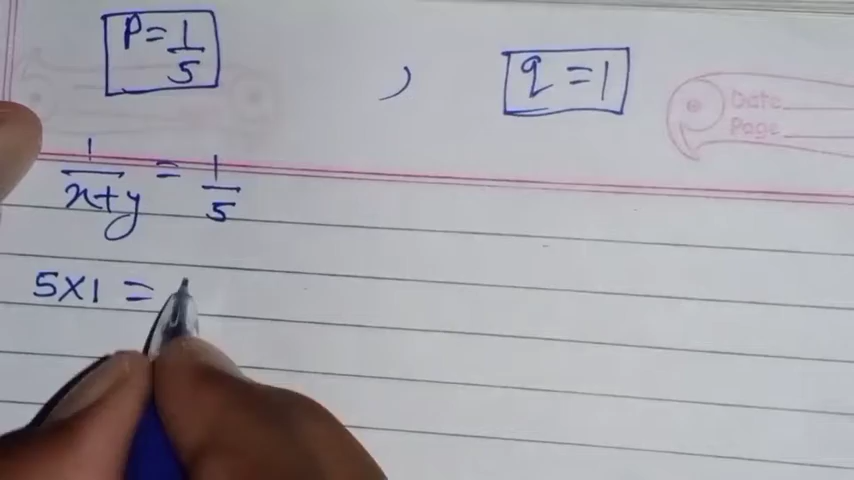 P = 1/5 , q = 1
Date
Page
1/(x+y) = 1/5
5×1 =